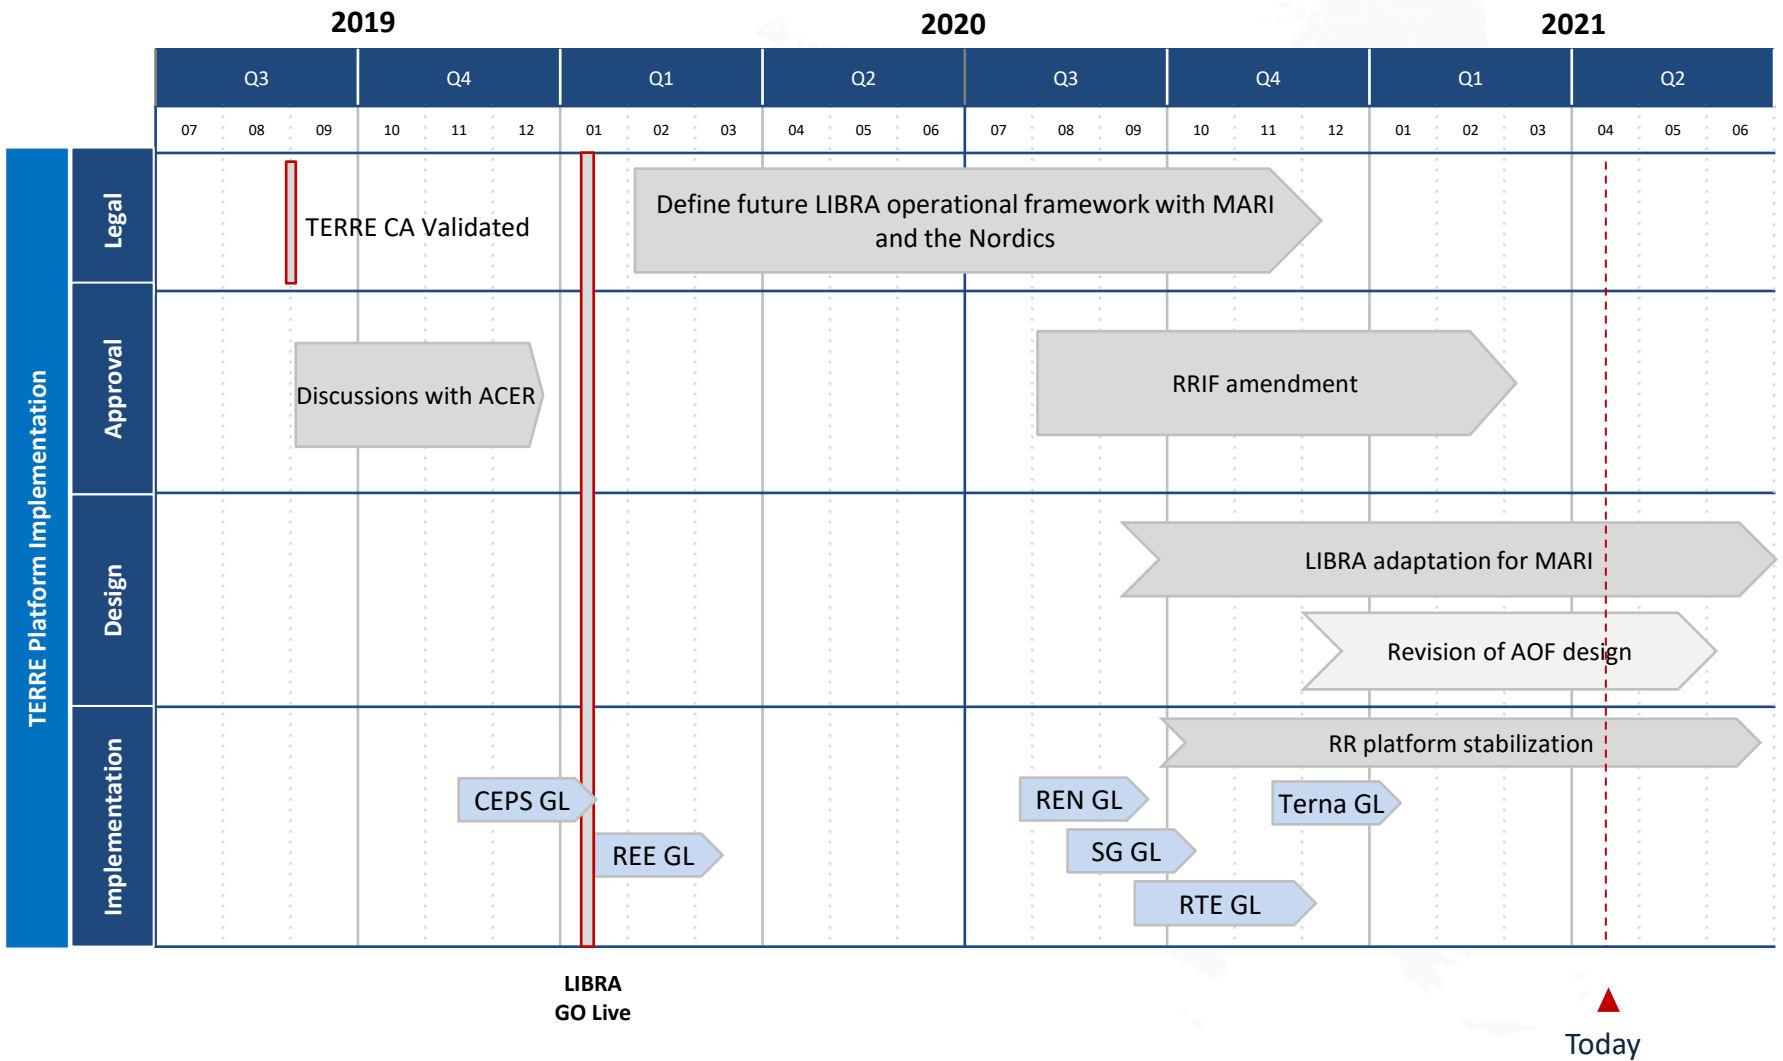 2019
2020
2021
Q3
Q4
Q1
Q2
Q3
Q4
Q1
Q2
07
08
09
10
11
12
01
02
03
04
05
06
07
08
09
10
11
12
01
02
03
04
05
06
TERRE Platform Implementation
Legal
TERRE CA Validated
Define future LIBRA operational framework with MARI
and the Nordics
Approval
Discussions with ACER
RRIF amendment
Design
LIBRA adaptation for MARI
Revision of AOF design
Implementation
RR platform stabilization
CEPS GL
REN GL
Terna GL
REE GL
SG GL
RTE GL
LIBRA
GO Live
Today